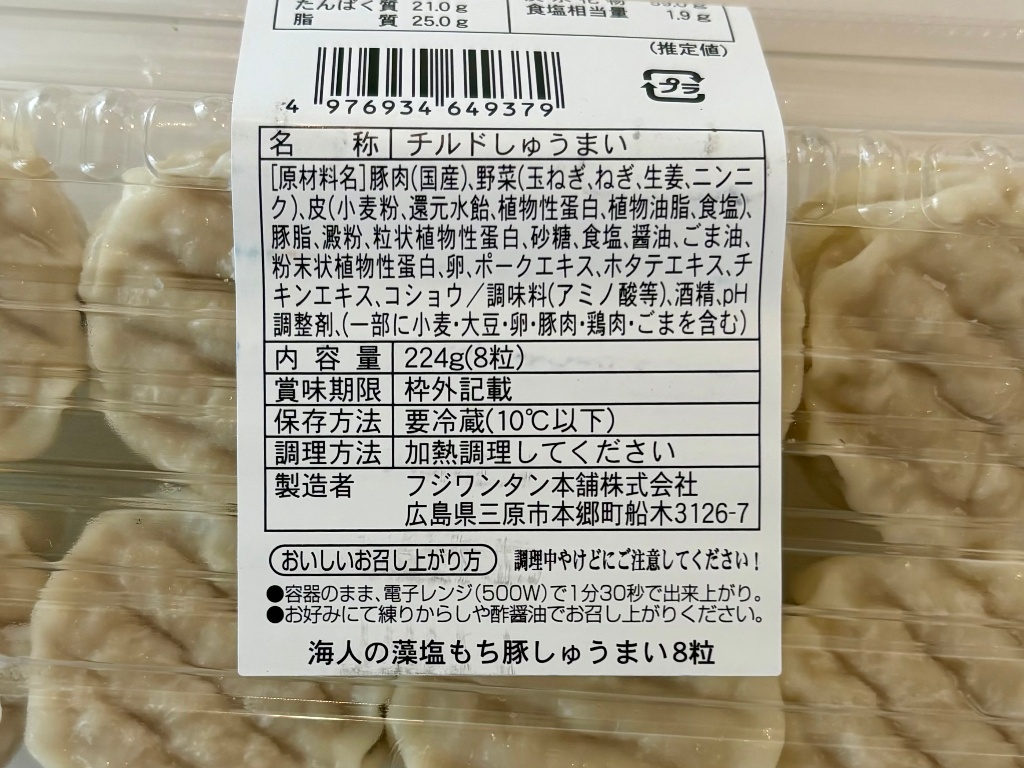 たんぱく質 21.0g
脂 質 25.0g
食塩相当量 1.9g
(推定値)
プラ
4 976934 649379
名 称 チルドしゅうまい
[原材料名]豚肉(国産)、野菜(玉ねぎ、ねぎ、生姜、ニンニ
ク)、皮(小麦粉、還元水飴、植物性蛋白、植物油脂、食塩)、
豚脂、澱粉、粒状植物性蛋白、砂糖、食塩、醤油、ごま油、
粉末状植物性蛋白、卵、ポークエキス、ホタテエキス、チ
キンエキス、コショウ/調味料(アミノ酸等)、酒精、pH
調整剤、(一部に小麦・大豆・卵・豚肉・鶏肉・ごまを含む)
内 容 量 224g(8粒)
賞味期限 枠外記載
保存方法 要冷蔵(10℃以下)
調理方法 加熱調理してください
製造者 フジワンタン本舗株式会社
広島県三原市本郷町船木3126-7
おいしいお召し上がり方 調理中やけどにご注意してください!
●容器のまま、電子レンジ(500W)で1分30秒で出来上がり。
●お好みにて練りからしや酢醤油でお召し上がりください。
海人の藻塩もち豚しゅうまい8粒